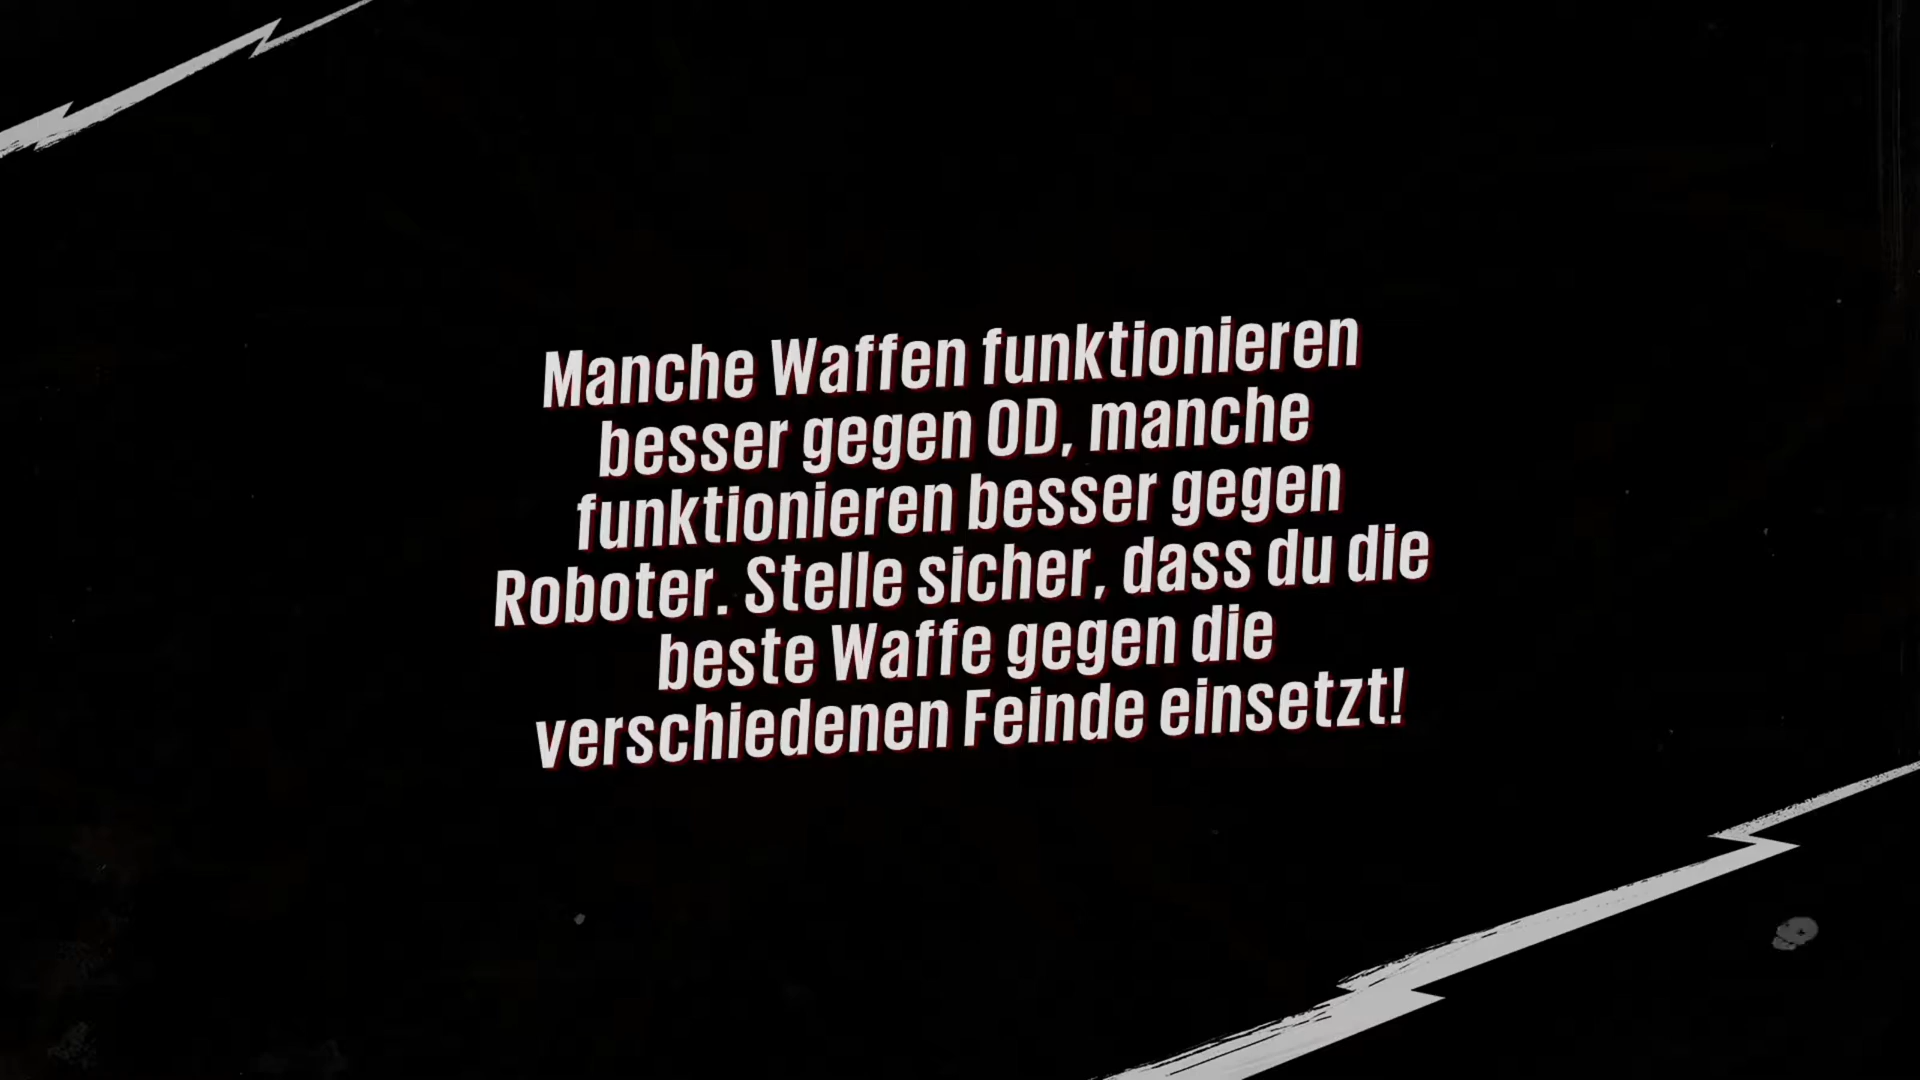 Manche Waffen funktionieren
besser gegen OD, manche
funktionieren besser gegen
Roboter. Stelle sicher, dass du die
beste Waffe gegen die
verschiedenen Feinde einsetzt!